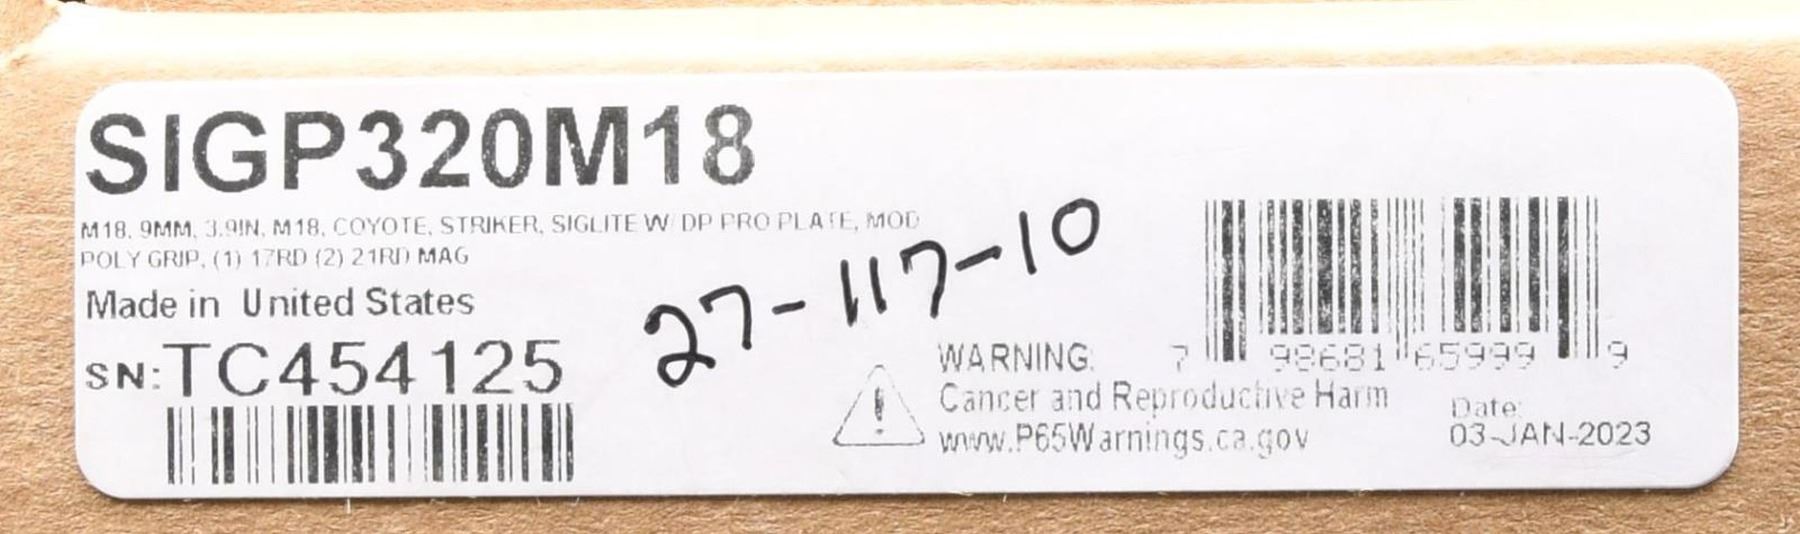 SIGP320M18
M18, 9MM, 3.9IN, M18, COYOTE, STRIKER, SIGLITE W/ DP PRO PLATE, MOD
POLY GRIP, (1) 17RD (2) 21RD MAG
Made in United States
SN:TC454125
27-117-10
7 98681 65999 9
WARNING:
Cancer and Reproductive Harm
www.P65Warnings.ca.gov
Date:
03-JAN-2023